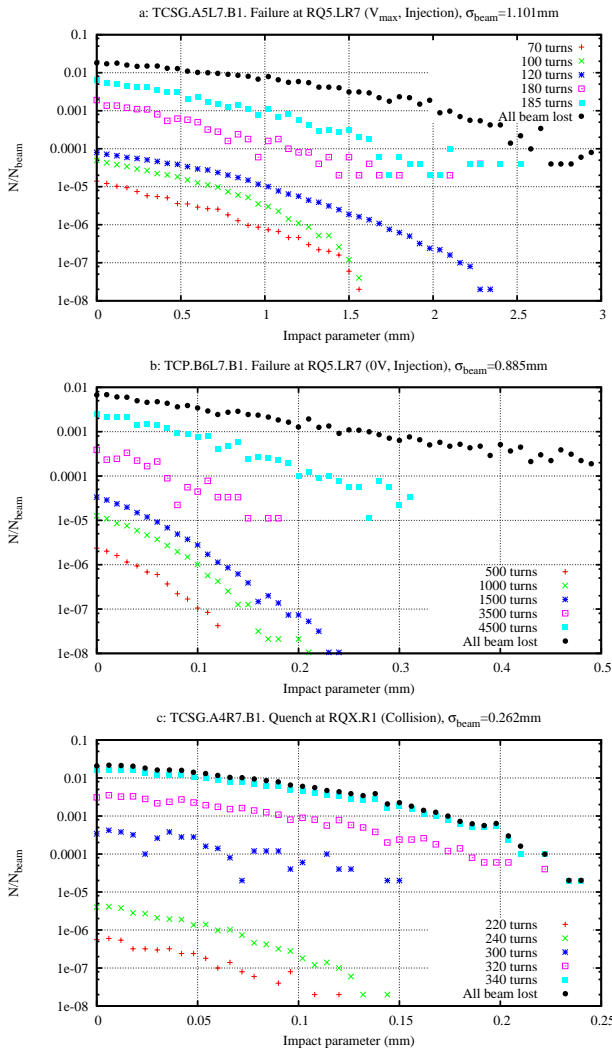 a: TCSG.A5L7.B1. Failure at RQ5.LR7 (Vmax, Injection), σbeam=1.101mm
0.1
0.01
0.001
0.0001
1e-05
1e-06
1e-07
1e-08
N/Nbeam
70 turns
100 turns
120 turns
180 turns
185 turns
All beam lost
0 0.5 1 1.5 2 2.5 3
Impact parameter (mm)
b: TCP.B6L7.B1. Failure at RQ5.LR7 (0V, Injection), σbeam=0.885mm
0.01
0.001
0.0001
1e-05
1e-06
1e-07
1e-08
N/Nbeam
500 turns
1000 turns
1500 turns
3500 turns
4500 turns
All beam lost
0 0.1 0.2 0.3 0.4 0.5
Impact parameter (mm)
c: TCSG.A4R7.B1. Quench at RQX.R1 (Collision), σbeam=0.262mm
0.1
0.01
0.001
0.0001
1e-05
1e-06
1e-07
1e-08
N/Nbeam
220 turns
240 turns
300 turns
320 turns
340 turns
All beam lost
0 0.05 0.1 0.15 0.2 0.25
Impact parameter (mm)